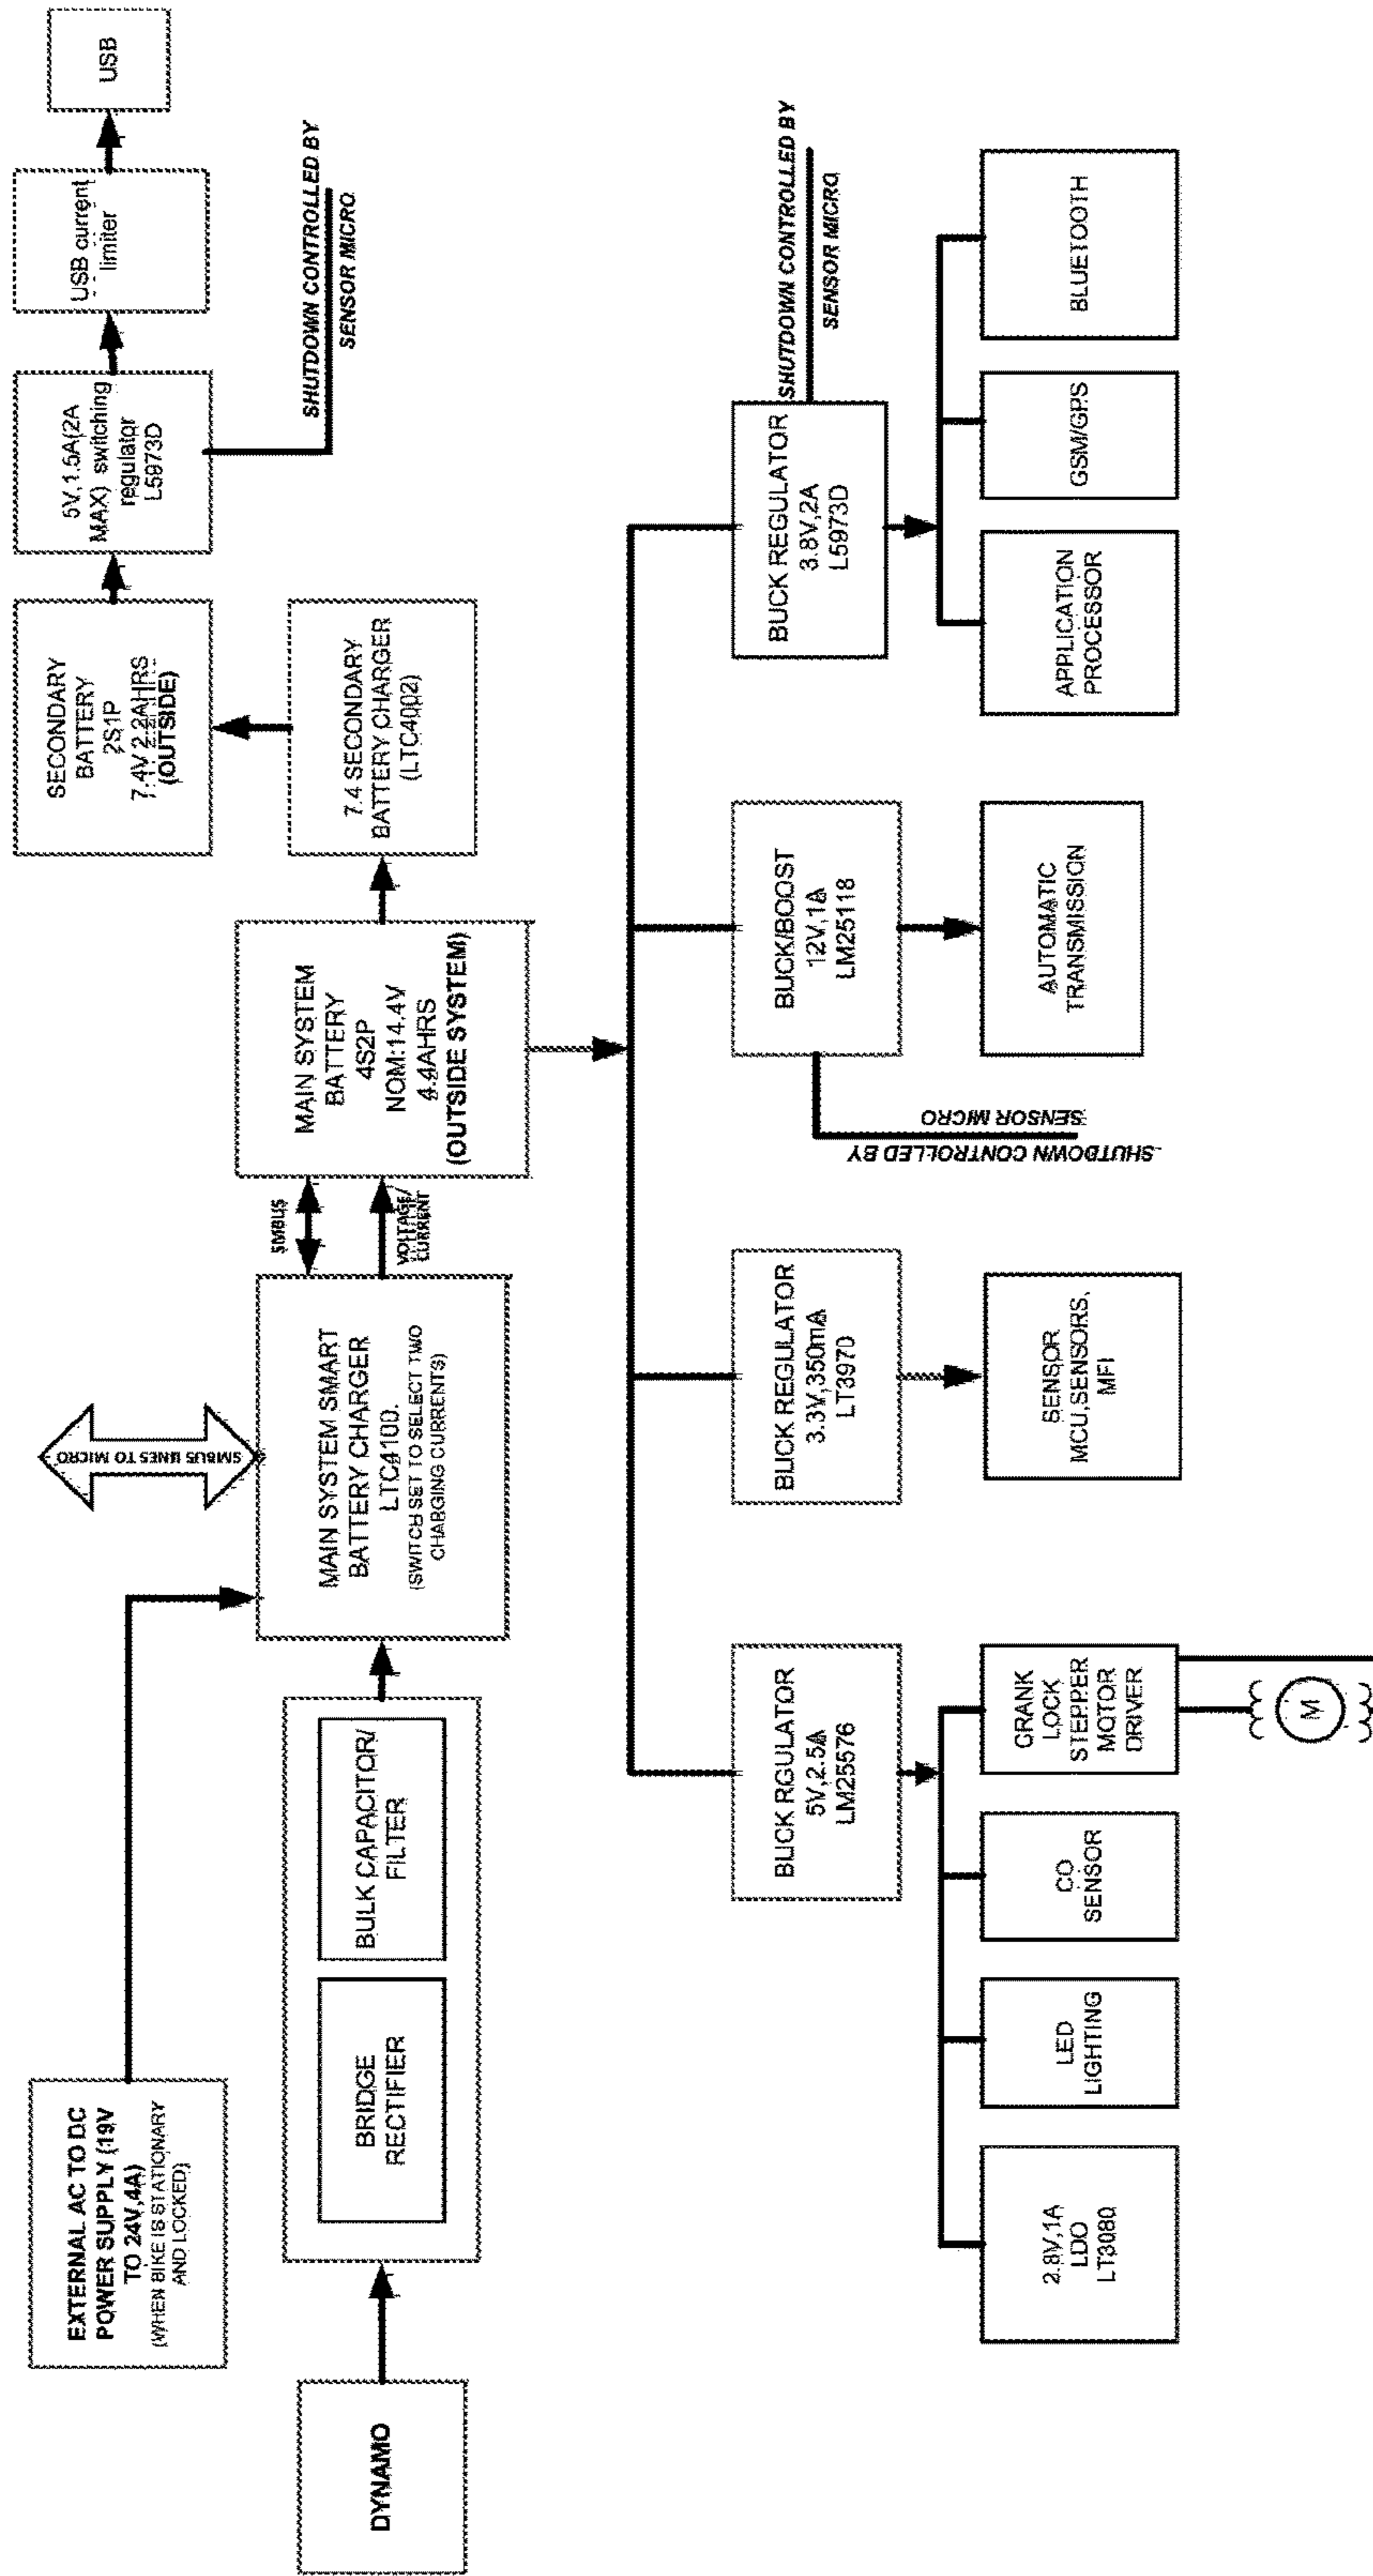 EXTERNAL AC TO DC
POWER SUPPLY (19V
TO 24V,4A)
(WHEN BIKE IS STATIONARY
AND LOCKED)
DYNAMO
BRIDGE
RECTIFIER
BULK CAPACITOR/
FILTER
SMBUS LINES TO MICRO
MAIN SYSTEM SMART
BATTERY CHARGER
LTC4100.
(SWITCH SET TO SELECT TWO
CHARGING CURRENTS)
SMBUS
VOLTAGE/
CURRENT
MAIN SYSTEM
BATTERY
4S2P
NOM:14.4V
4.4AHRS
(OUTSIDE SYSTEM)
7.4 SECONDARY
BATTERY CHARGER
(LTC4002)
SECONDARY
BATTERY
2S1P
7.4V 2.2AHRS
(OUTSIDE)
5V,1.5A(2A
MAX) switching
regulator
L5973D
USB current
limiter
USB
SHUTDOWN CONTROLLED BY
SENSOR MICRO
BUCK RGULATOR
5V,2.5A
LM25576
BUCK REGULATOR
3.3V,350mA
LT3970
BUCK/BOOST
12V,1A
LM25118
BUCK REGULATOR
3.8V,2A
L5973D
SHUTDOWN CONTROLLED BY
SENSOR MICRO
SHUTDOWN CONTROLLED BY
SENSOR MICRO
2.8V,1A
LDO
LT3080
LED
LIGHTING
CO
SENSOR
CRANK
LOCK
STEPPER
MOTOR
DRIVER
M
SENSOR
MCU,SENSORS,
MFI
AUTOMATIC
TRANSMISSION
APPLICATION
PROCESSOR
GSM/GPS
BLUETOOTH